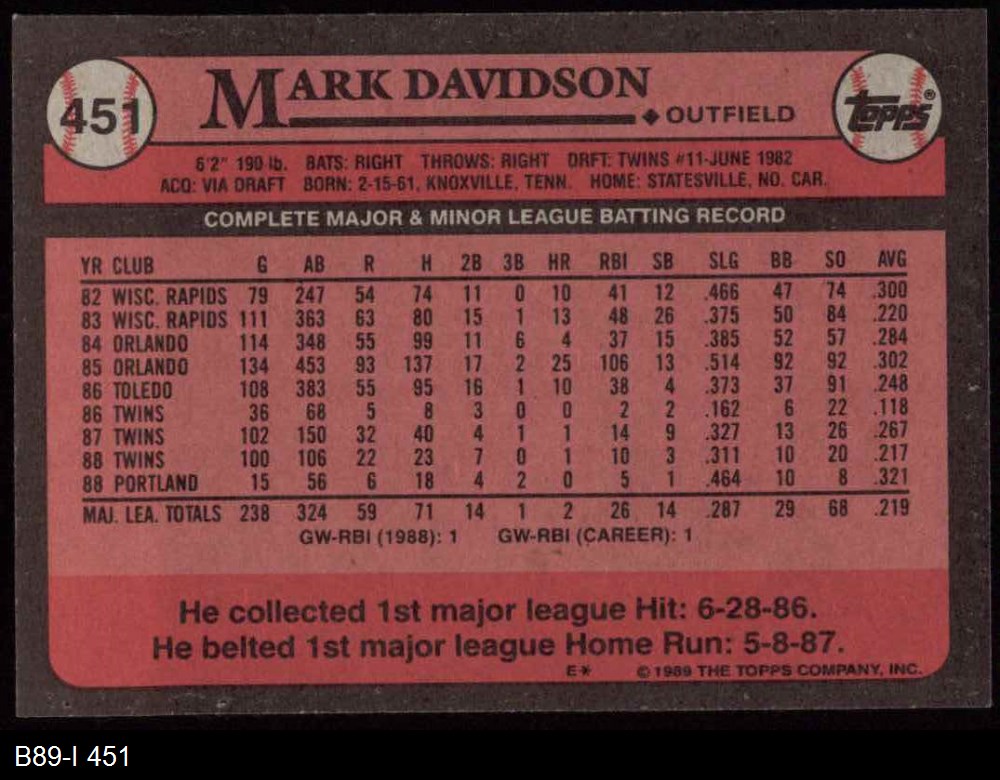 451
MARK DAVIDSON
◆ OUTFIELD
topps®
6'2" 190 lb. BATS: RIGHT THROWS: RIGHT DRFT: TWINS #11-JUNE 1982
ACQ: VIA DRAFT BORN: 2-15-61, KNOXVILLE, TENN. HOME: STATESVILLE, NO. CAR.
COMPLETE MAJOR & MINOR LEAGUE BATTING RECORD
YR CLUB G AB R H 2B 3B HR RBI SB SLG BB SO AVG
82 WISC. RAPIDS 79 247 54 74 11 0 10 41 12 .466 47 74 .300
83 WISC. RAPIDS 111 363 63 80 15 1 13 48 26 .375 50 84 .220
84 ORLANDO 114 348 55 99 11 6 4 37 15 .385 52 57 .284
85 ORLANDO 134 453 93 137 17 2 25 106 13 .514 92 92 .302
86 TOLEDO 108 383 55 95 16 1 10 38 4 .373 37 91 .248
86 TWINS 36 68 5 8 3 0 0 2 2 .162 6 22 .118
87 TWINS 102 150 32 40 4 1 1 14 9 .327 13 26 .267
88 TWINS 100 106 22 23 7 0 1 10 3 .311 10 20 .217
88 PORTLAND 15 56 6 18 4 2 0 5 1 .464 10 8 .321
MAJ. LEA. TOTALS 238 324 59 71 14 1 2 26 14 .287 29 68 .219
GW-RBI (1988): 1 GW-RBI (CAREER): 1
He collected 1st major league Hit: 6-28-86.
He belted 1st major league Home Run: 5-8-87.
E* © 1989 THE TOPPS COMPANY, INC.
B89-I 451